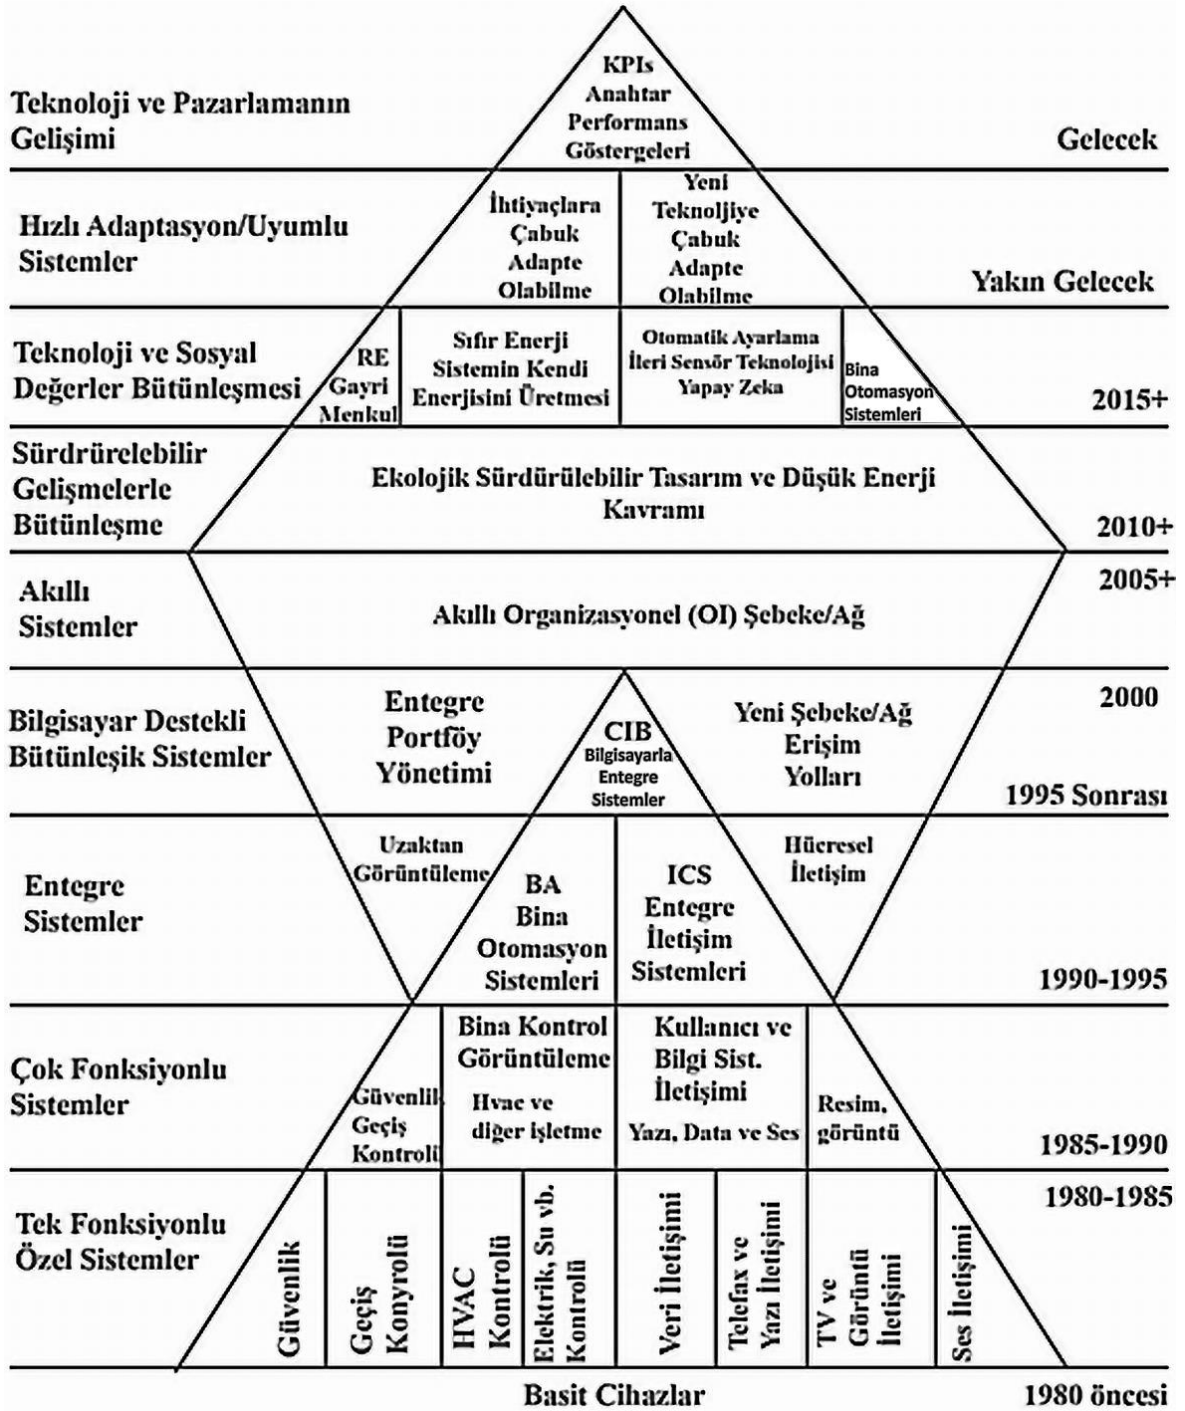 KPIs
Anahtar
Performans
Göstergeleri
Teknoloji ve Pazarlamanın
Gelişimi
Gelecek
Hızlı Adaptasyon/Uyumlu
Sistemler
İhtiyaçlara
Çabuk
Adapte
Olabilme
Yeni
Teknoljiye
Çabuk
Adapte
Olabilme
Yakın Gelecek
Teknoloji ve Sosyal
Değerler Bütünleşmesi
RE
Gayri
Menkul
Sıfır Enerji
Sistemin Kendi
Enerjisini Üretmesi
Otomatik Ayarlama
İleri Sensör Teknolojisi
Yapay Zeka
Bina
Otomasyon
Sistemleri
2015+
Sürdrürelebilir
Gelişmelerle
Bütünleşme
Ekolojik Sürdürülebilir Tasarım ve Düşük Enerji
Kavramı
2010+
Akıllı
Sistemler
Akıllı Organizasyonel (OI) Şebeke/Ağ
2005+
Bilgisayar Destekli
Bütünleşik Sistemler
Entegre
Portföy
Yönetimi
CIB
Bilgisayarla
Entegre
Sistemler
Yeni Şebeke/Ağ
Erişim
Yolları
2000
1995 Sonrası
Entegre
Sistemler
Uzaktan
Görüntüleme
BA
Bina
Otomasyon
Sistemleri
ICS
Entegre
İletişim
Sistemleri
Hücresel
İletişim
1990-1995
Çok Fonksiyonlu
Sistemler
Güvenlik
Geçiş
Kontrolü
Bina Kontrol
Görüntüleme
Hvac ve
diğer işletme
Kullanıcı ve
Bilgi Sist.
İletişimi
Yazı, Data ve Ses
Resim,
görüntü
1985-1990
Tek Fonksiyonlu
Özel Sistemler
Güvenlik
Geçiş
Konyrolü
HVAC
Kontrolü
Elektrik, Su vb.
Kontrolü
Veri İletişimi
Telefax ve
Yazı İletişimi
TV ve
Görüntü
İletişimi
Ses İletişimi
1980-1985
Basit Cihazlar
1980 öncesi